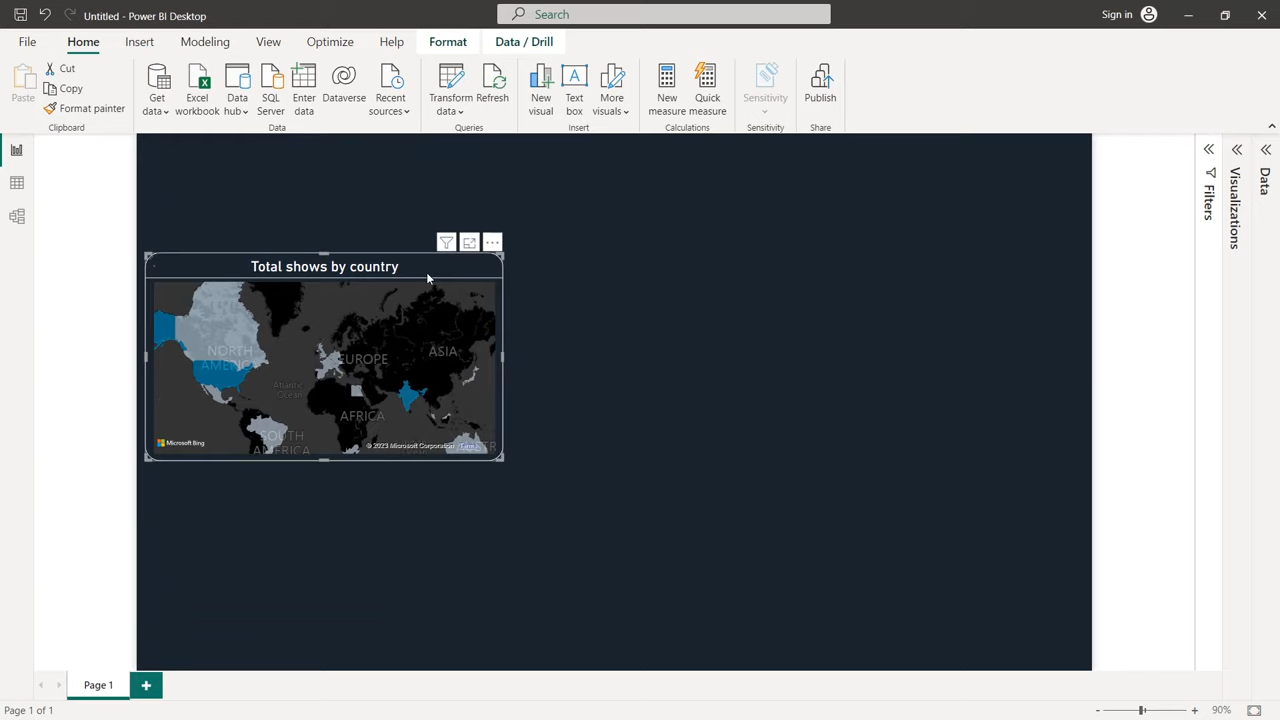 Untitled - Power BI Desktop
Search
Sign in
File
Home
Insert
Modeling
View
Optimize
Help
Format
Data / Drill
Paste
Cut
Copy
Format painter
Clipboard
Get data
Excel workbook
Data hub
SQL Server
Enter data
Dataverse
Recent sources
Data
Transform data
Refresh
Queries
New visual
Text box
More visuals
Insert
New measure
Quick measure
Calculations
Sensitivity
Sensitivity
Publish
Share
Filters
Visualizations
Data
Total shows by country
NORTH AMERICA
EUROPE
ASIA
Atlantic Ocean
AFRICA
SOUTH AMERICA
Microsoft Bing
© 2023 Microsoft Corporation
Terms
Page 1
Page 1 of 1
90%